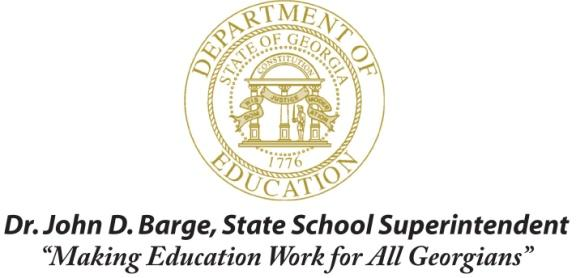 DEPARTMENT OF
STATE OF GEORGIA
CONSTITUTION
JUSTICE
1776
EDUCATION
Dr. John D. Barge, State School Superintendent
“Making Education Work for All Georgians”